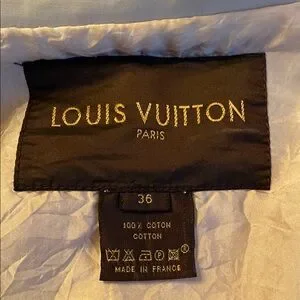 LOUIS VUITTON
PARIS
36
100% COTON
COTTON
MADE IN FRANCE